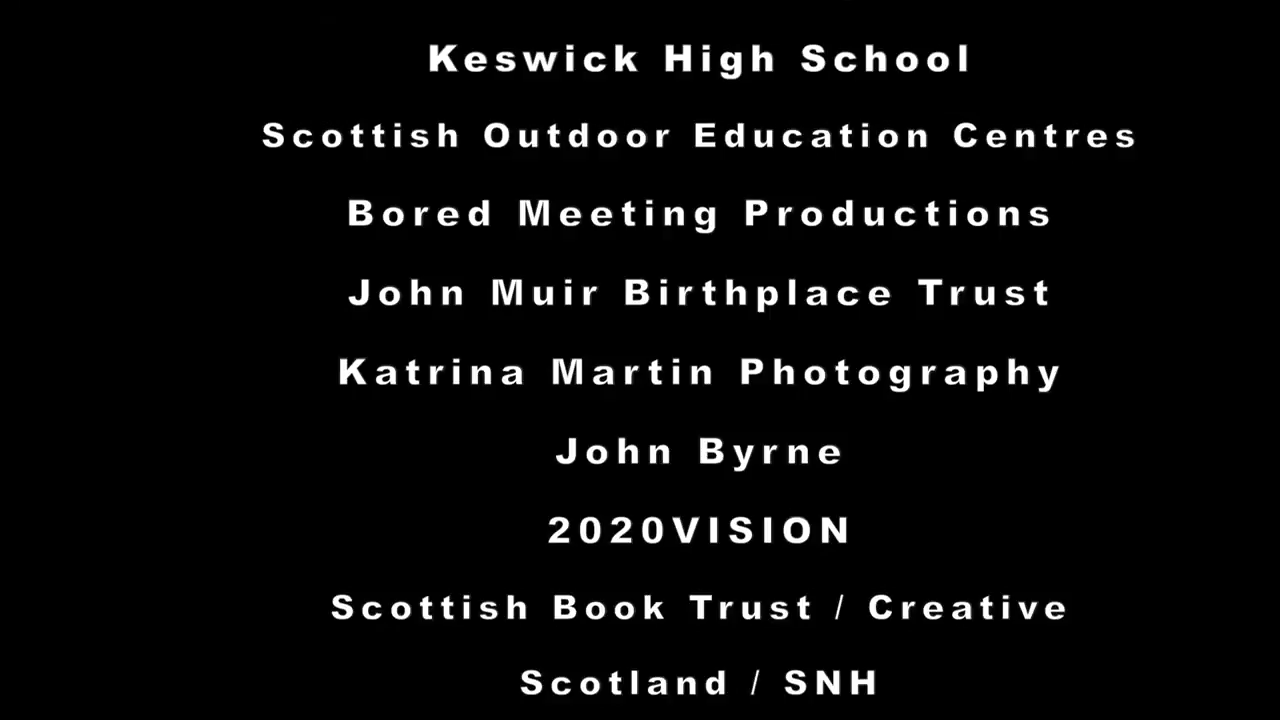 Keswick High School
Scottish Outdoor Education Centres
Bored Meeting Productions
John Muir Birthplace Trust
Katrina Martin Photography
John Byrne
2020VISION
Scottish Book Trust / Creative
Scotland / SNH